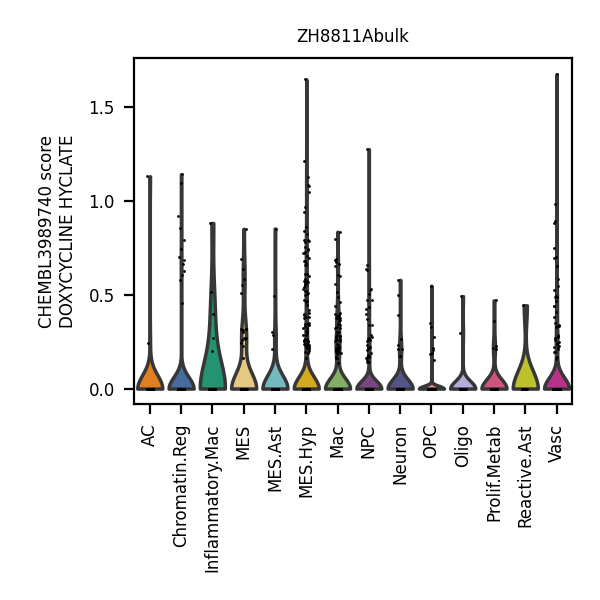 ZH8811Abulk
CHEMBL3989740 score
DOXYCYCLINE HYCLATE
1.5
1.0
0.5
0.0
AC
Chromatin.Reg
Inflammatory.Mac
MES
MES.Ast
MES.Hyp
Mac
NPC
Neuron
OPC
Oligo
Prolif.Metab
Reactive.Ast
Vasc